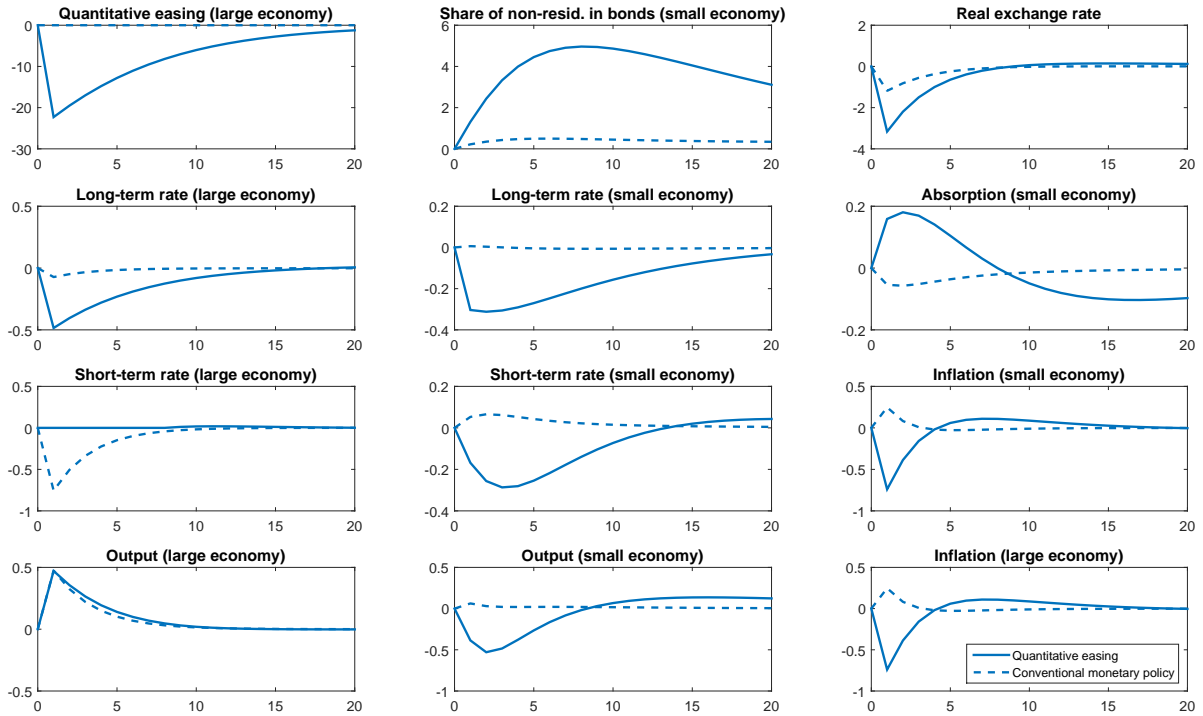 Quantitative easing (large economy)
0
-10
-20
-30
0 5 10 15 20
Share of non-resid. in bonds (small economy)
6
4
2
0
0 5 10 15 20
Real exchange rate
2
0
-2
-4
0 5 10 15 20
Long-term rate (large economy)
0.5
0
-0.5
0 5 10 15 20
Long-term rate (small economy)
0.2
0
-0.2
-0.4
0 5 10 15 20
Absorption (small economy)
0.2
0
-0.2
0 5 10 15 20
Short-term rate (large economy)
0.5
0
-0.5
-1
0 5 10 15 20
Short-term rate (small economy)
0.2
0
-0.2
-0.4
0 5 10 15 20
Inflation (small economy)
0.5
0
-0.5
-1
0 5 10 15 20
Output (large economy)
0.5
0
-0.5
0 5 10 15 20
Output (small economy)
0.5
0
-0.5
-1
0 5 10 15 20
Inflation (large economy)
0.5
0
-0.5
-1
0 5 10 15 20
Quantitative easing
Conventional monetary policy